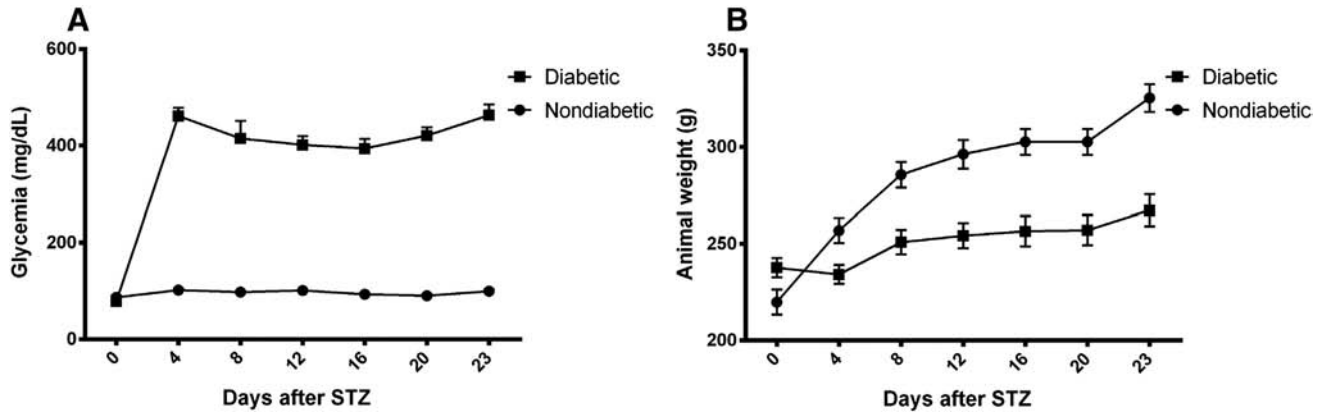 A
600
400
200
0
Glycemia (mg/dL)
Diabetic
Nondiabetic
0 4 8 12 16 20 23
Days after STZ
B
350
300
250
200
Animal weight (g)
Diabetic
Nondiabetic
0 4 8 12 16 20 23
Days after STZ